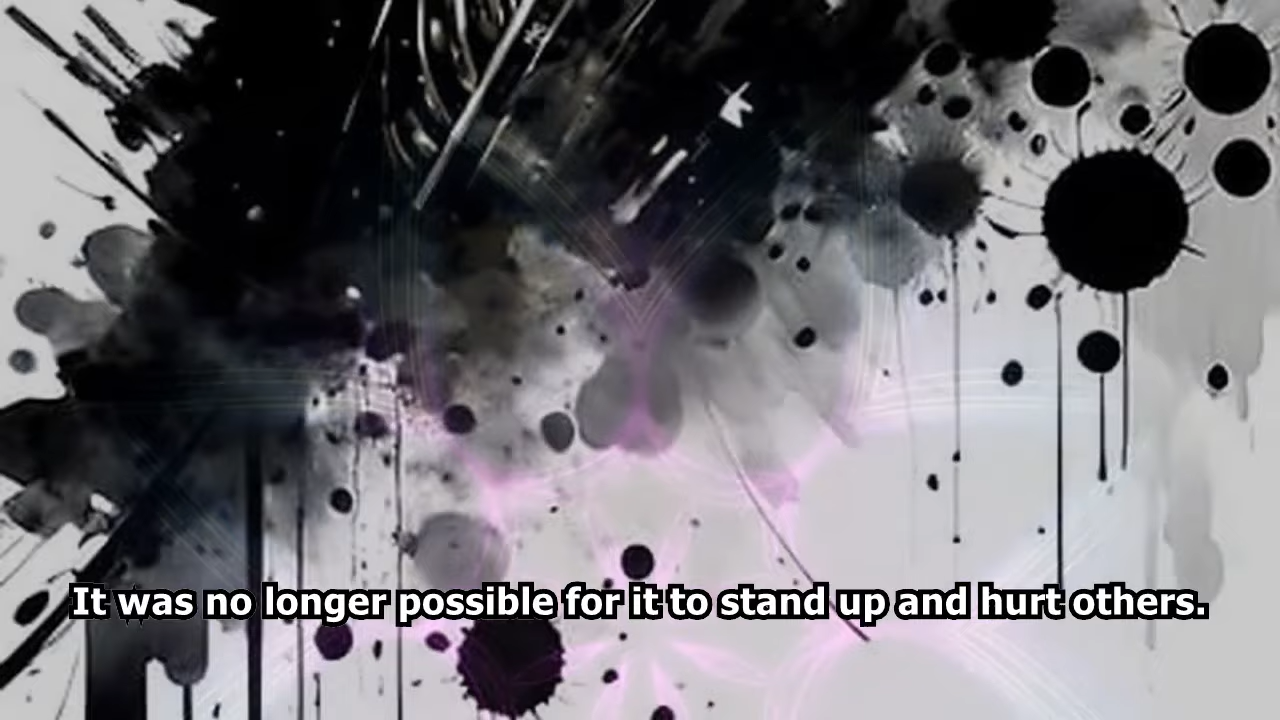 It was no longer possible for it to stand up and hurt others.